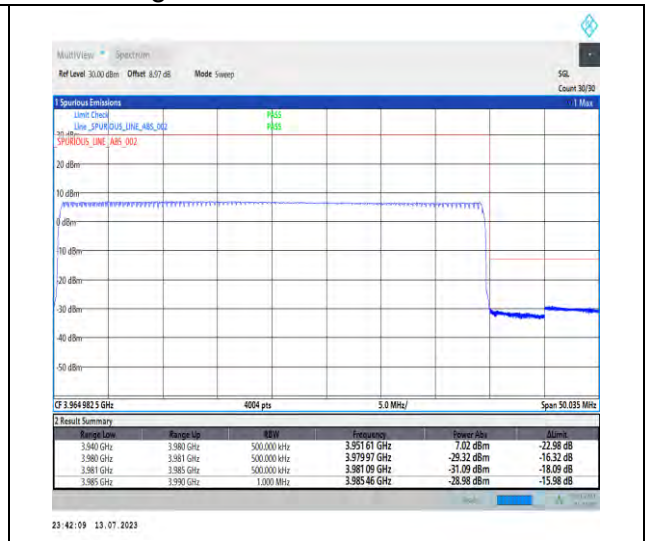 MultiView Spectrum
Ref Level 30.00 dBm Offset 8.97 dB Mode Sweep SGL
Count 30/30
1 Spurious Emissions 1 Max
Limit Check PASS
Line _SPURIOUS_LINE_ABS_002 PASS
_SPURIOUS_LINE_ABS_002
20 dBm
10 dBm
0 dBm
-10 dBm
-20 dBm
-30 dBm
-40 dBm
-50 dBm
CF 3.964 982 5 GHz 4004 pts 5.0 MHz/ Span 50.035 MHz
2 Result Summary
Range Low Range Up RBW Frequency Power Abs ΔLimit
3.940 GHz 3.980 GHz 500.000 kHz 3.951 61 GHz 7.02 dBm -22.98 dB
3.980 GHz 3.981 GHz 500.000 kHz 3.979 97 GHz -29.32 dBm -16.32 dB
3.981 GHz 3.985 GHz 500.000 kHz 3.981 09 GHz -31.09 dBm -18.09 dB
3.985 GHz 3.990 GHz 1.000 MHz 3.985 46 GHz -28.98 dBm -15.98 dB
23:42:09 13.07.2023